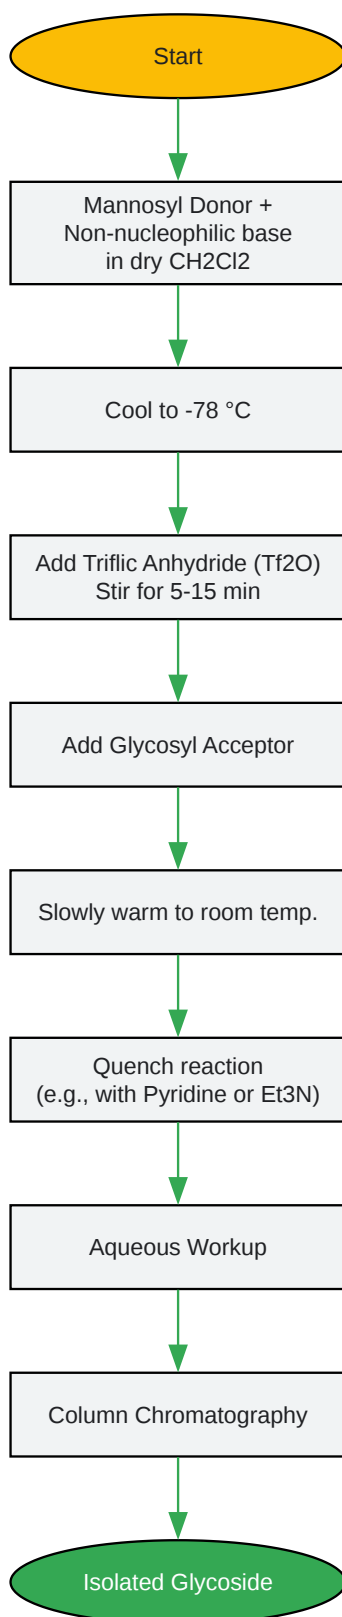 Start
Mannosyl Donor +
Non-nucleophilic base
in dry CH2Cl2
Cool to -78 °C
Add Triflic Anhydride (Tf2O)
Stir for 5-15 min
Add Glycosyl Acceptor
Slowly warm to room temp.
Quench reaction
(e.g., with Pyridine or Et3N)
Aqueous Workup
Column Chromatography
Isolated Glycoside